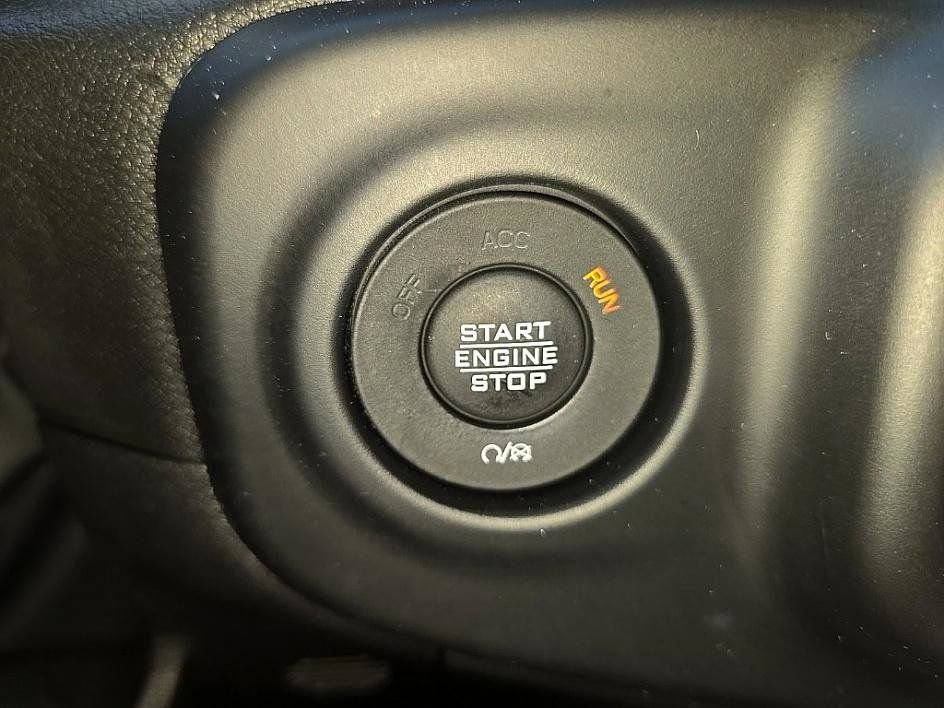 ACC
OFF
RUN
START
ENGINE
STOP